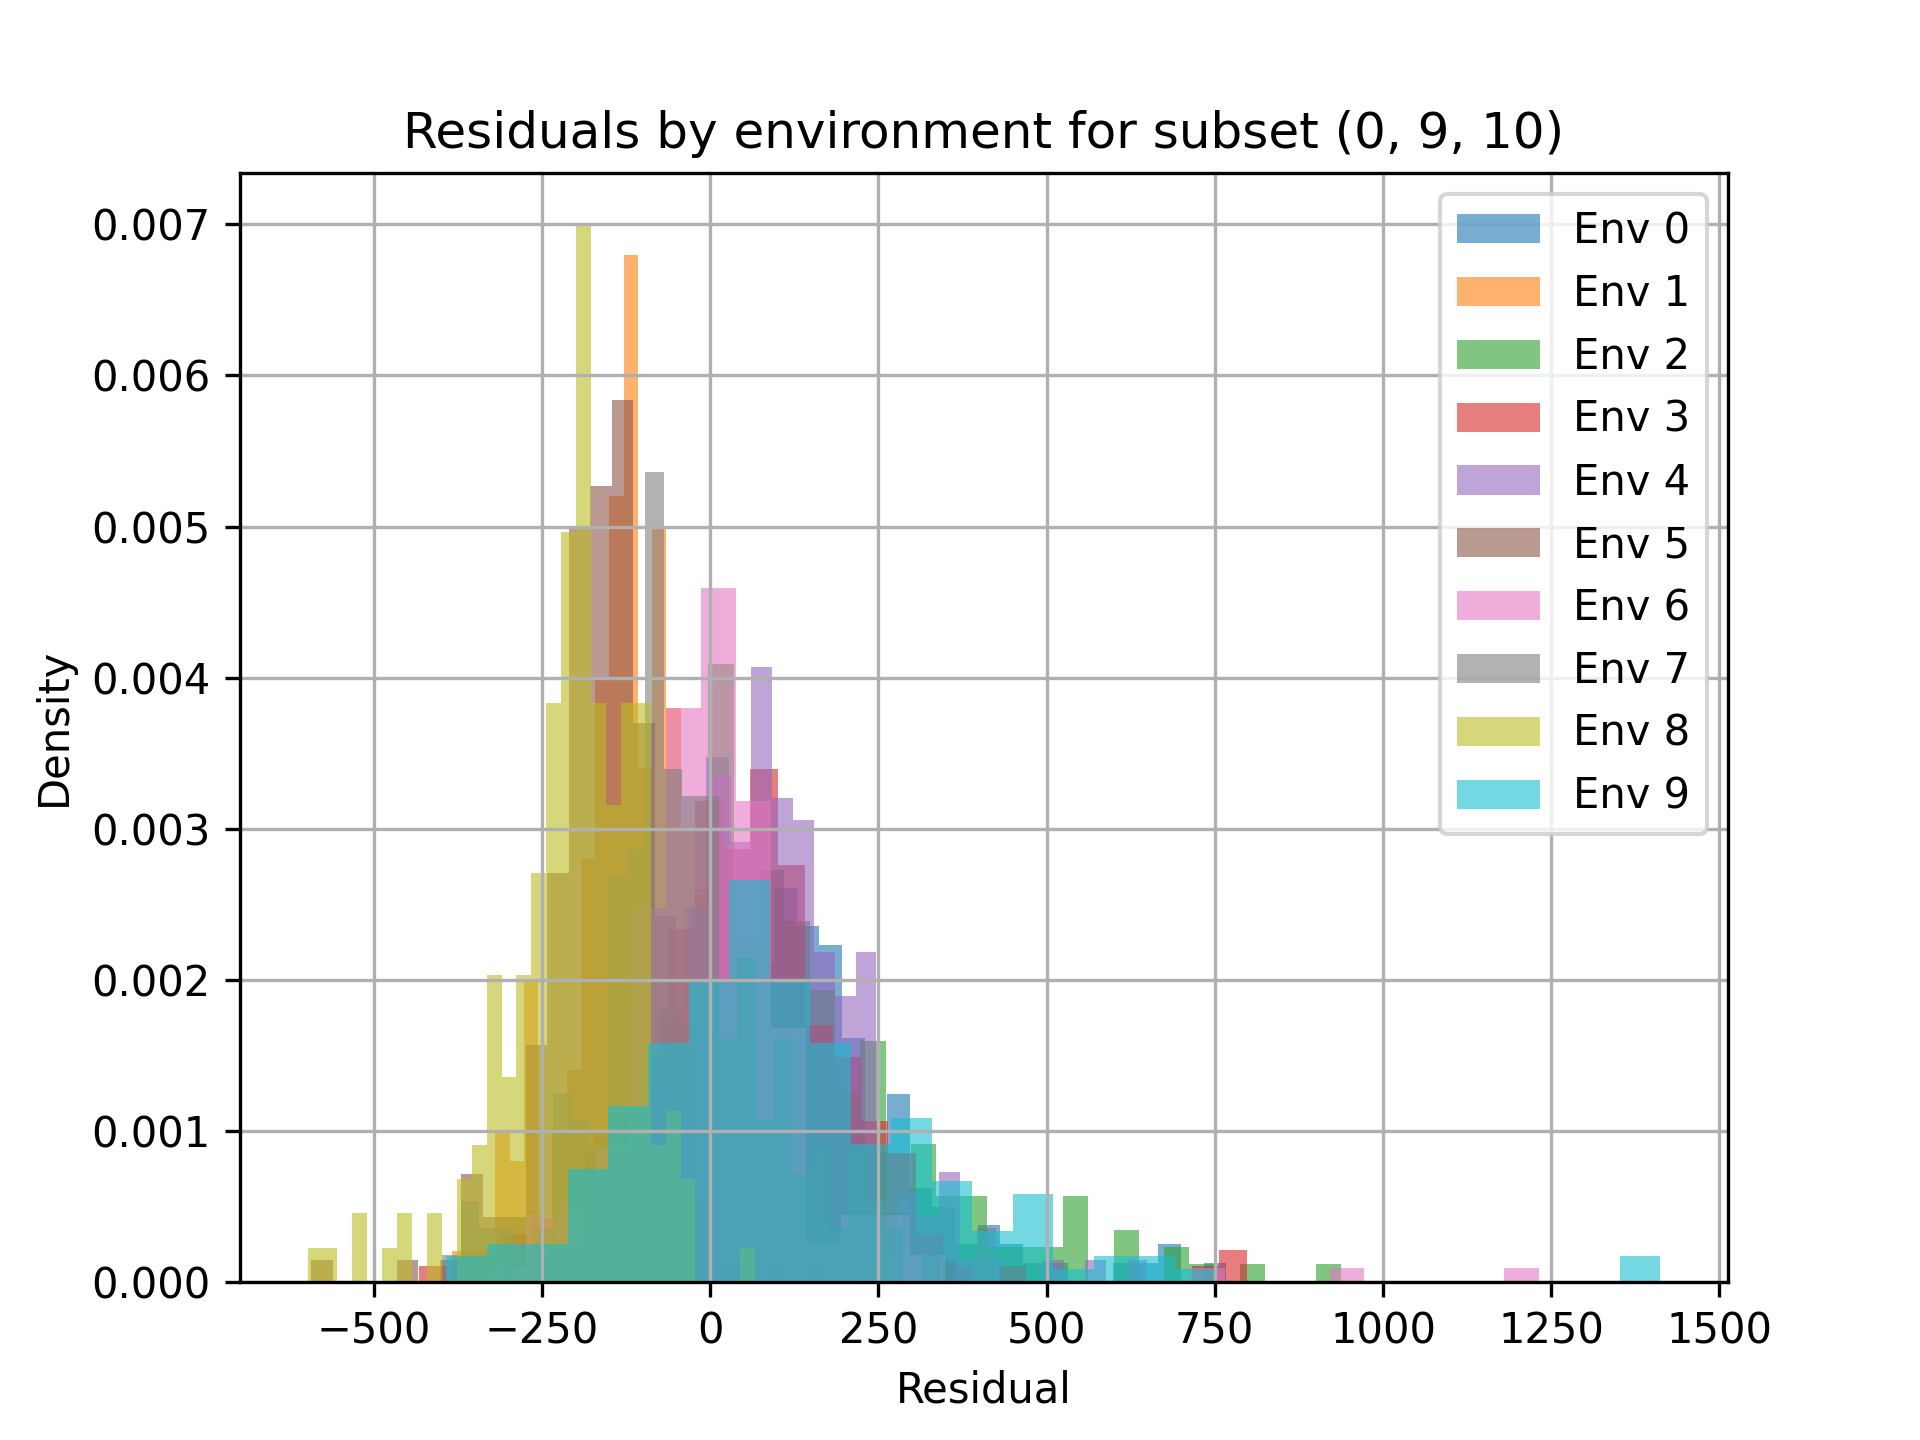 Residuals by environment for subset (0, 9, 10)
Density
0.007
0.006
0.005
0.004
0.003
0.002
0.001
0.000
−500
−250
0
250
500
750
1000
1250
1500
Residual
Env 0
Env 1
Env 2
Env 3
Env 4
Env 5
Env 6
Env 7
Env 8
Env 9